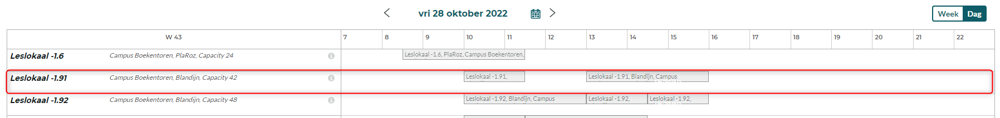 vri 28 oktober 2022
Week Dag
W 43 7 8 9 10 11 12 13 14 15 16 17 18 19 20 21 22
Leslokaal -1.6 Campus Boekentoren, PlaRoz, Capacity 24 Leslokaal -1.6, PlaRoz, Campus Boekentoren,
Leslokaal -1.91 Campus Boekentoren, Blandijn, Capacity 42 Leslokaal -1.91, Leslokaal -1.91, Blandijn, Campus
Leslokaal -1.92 Campus Boekentoren, Blandijn, Capacity 48 Leslokaal -1.92, Blandijn, Campus Leslokaal -1.92, Leslokaal -1.92,